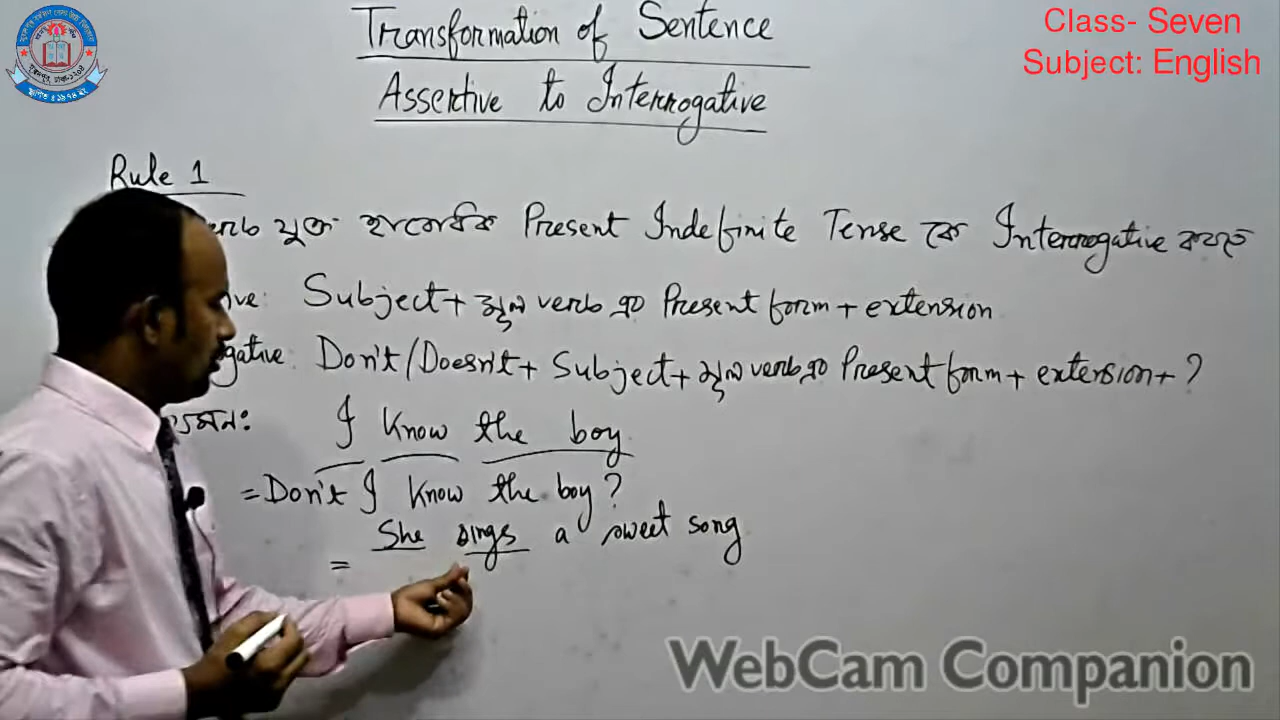 Class- Seven
Subject: English
Transformation of Sentence
Assertive to Interrogative
Rule 1
যুক্ত Present Indefinite Tense কে Interrogative করতে
Subject + মূল verb এর Present form + extension
Don't/Doesn't + Subject + মূল verb এর Present form + extension + ?
I know the boy.
= Don't I know the boy?
She sings a sweet song
=
WebCam Companion